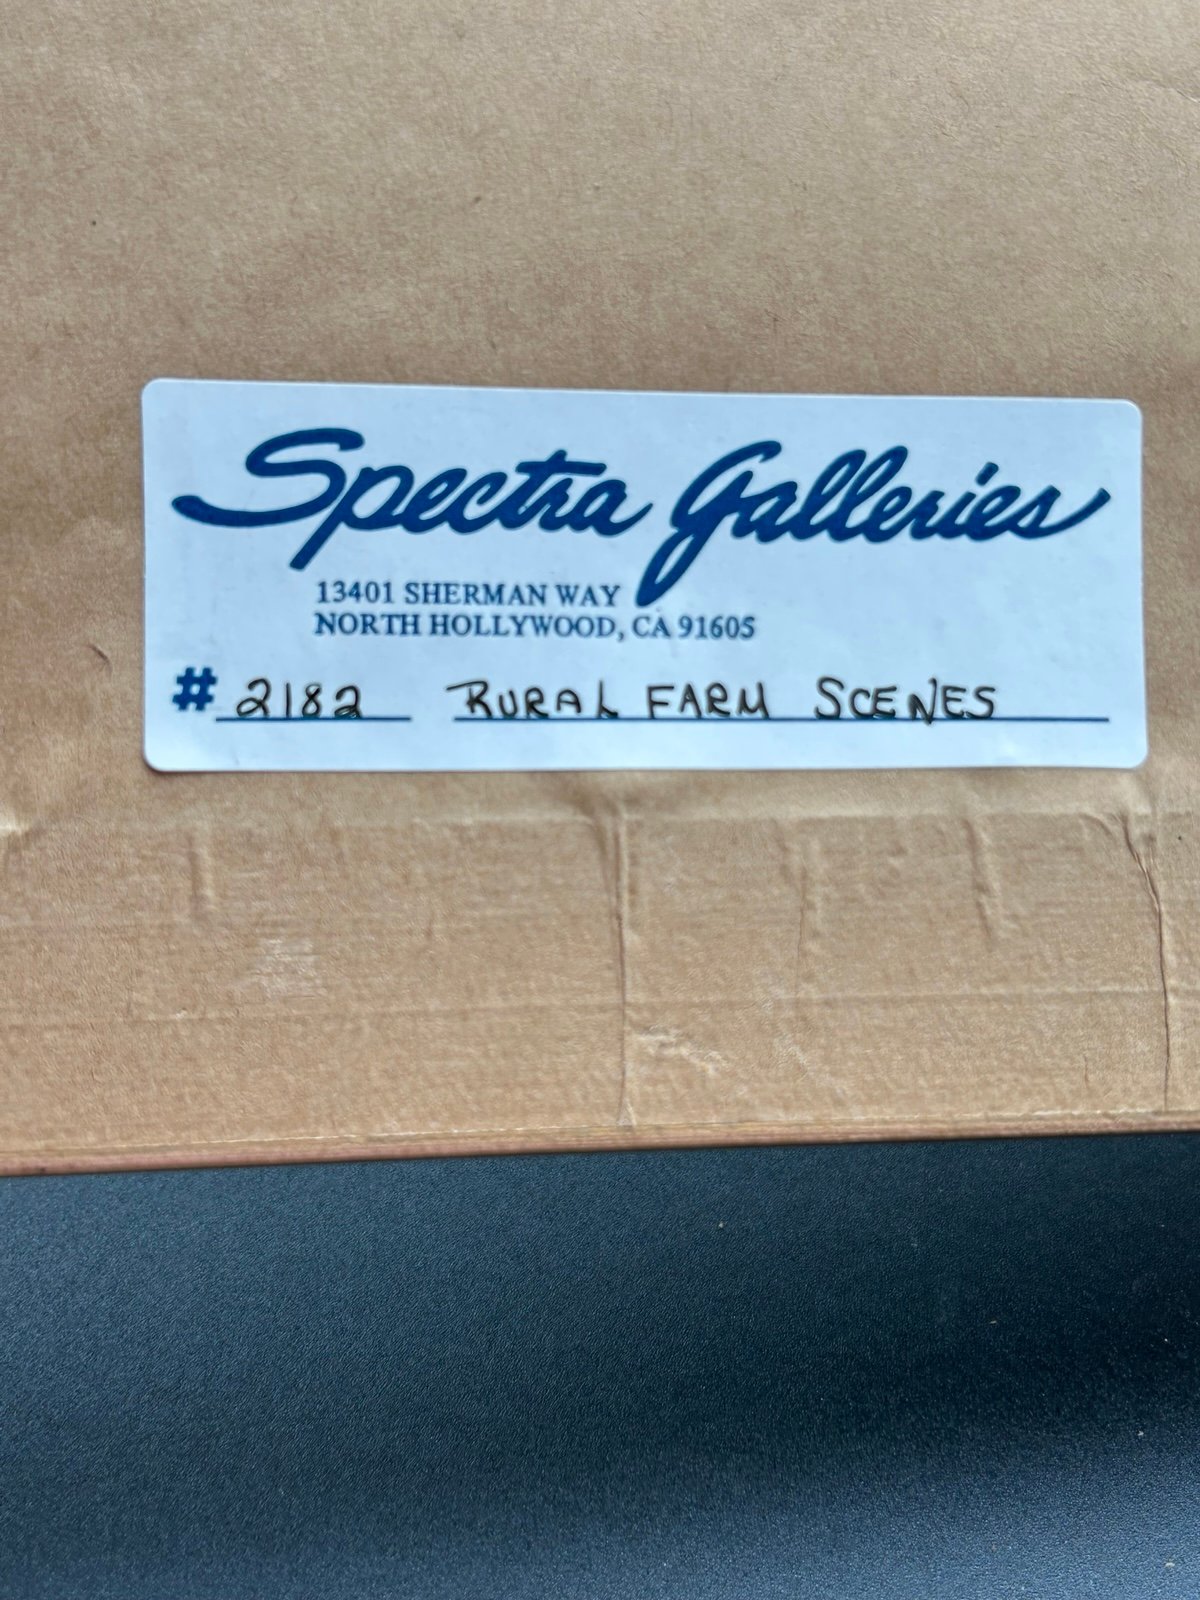 Spectra Galleries
13401 SHERMAN WAY
NORTH HOLLYWOOD, CA 91605
# 2182 RURAL FARM SCENES